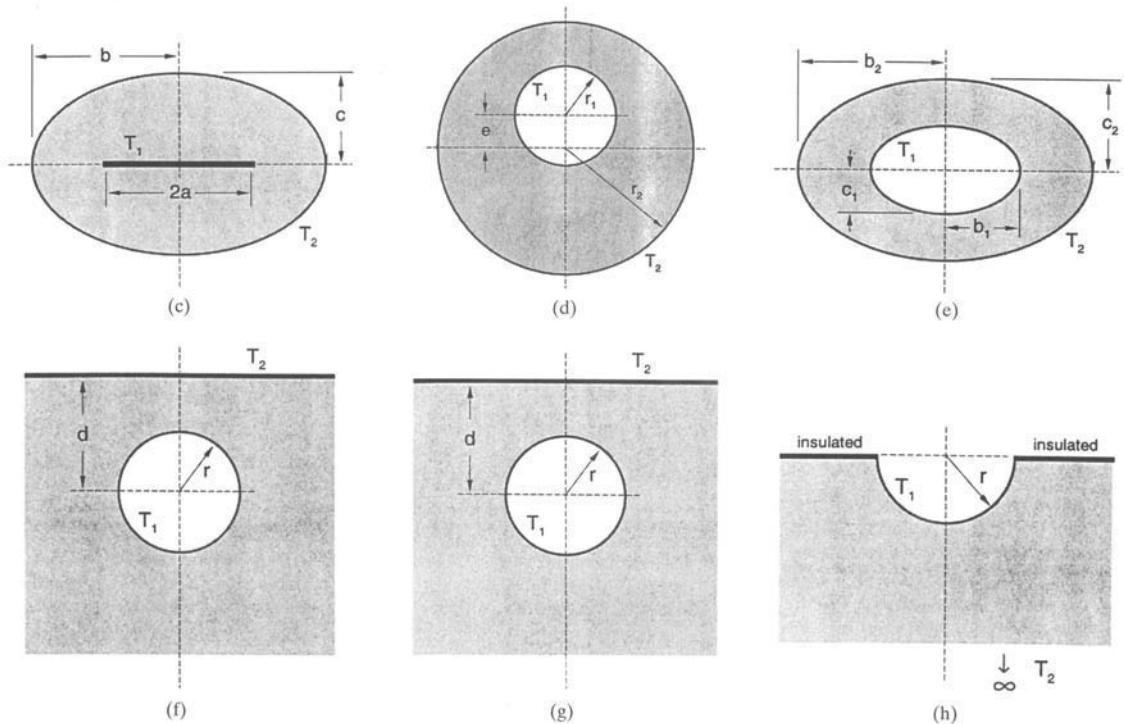 b
c
T1
2a
T2
(c)
T1
r1
e
r2
T2
(d)
b2
c2
T1
c1
b1
T2
(e)
T2
d
r
T1
(f)
T2
d
r
T1
(g)
insulated
insulated
r
T1
∞
T2
(h)